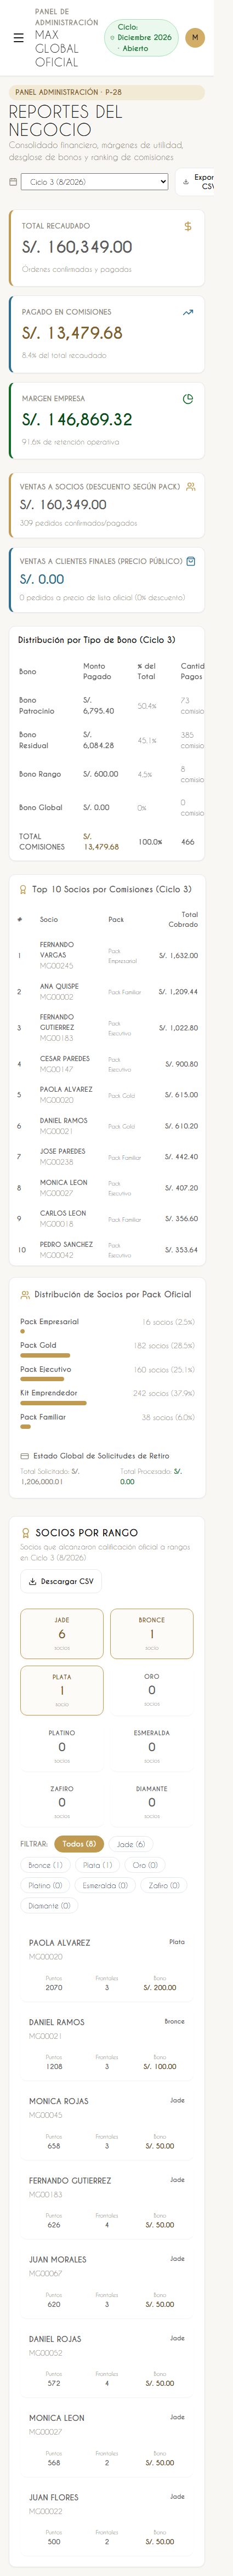 PANEL DE
ADMINISTRACIÓN
MAX
GLOBAL
OFICIAL
Ciclo:
Diciembre 2026
· Abierto
M
PANEL ADMINISTRACIÓN · P-28
REPORTES DEL
NEGOCIO
Consolidado financiero, márgenes de utilidad,
desglose de bonos y ranking de comisiones.
Ciclo 3 (8/2026)
Expor
CSV
TOTAL RECAUDADO
S/. 160,349.00
Órdenes confirmadas y pagadas
PAGADO EN COMISIONES
S/. 13,479.68
8.4% del total recaudado
MARGEN EMPRESA
S/. 146,869.32
91.6% de retención operativa
VENTAS A SOCIOS (DESCUENTO SEGÚN PACK)
S/. 160,349.00
309 pedidos confirmados/pagados
VENTAS A CLIENTES FINALES (PRECIO PÚBLICO)
S/. 0.00
0 pedidos a precio de lista oficial (0% descuento)
Distribución por Tipo de Bono (Ciclo 3)
Bono Monto Pagado % del Total Cantid Pagos
Bono Patrocinio S/. 6,795.40 50.4% 73 comisio
Bono Residual S/. 6,084.28 45.1% 385 comisio
Bono Rango S/. 600.00 4.5% 8 comisio
Bono Global S/. 0.00 0% 0 comisio
TOTAL COMISIONES S/. 13,479.68 100.0% 466
Top 10 Socios por Comisiones (Ciclo 3)
# Socio Pack Total Cobrado
1 FERNANDO VARGAS MG00245 Pack Empresarial S/. 1,632.00
2 ANA QUISPE MG00002 Pack Familiar S/. 1,209.44
3 FERNANDO GUTIERREZ MG00183 Pack Ejecutivo S/. 1,022.80
4 CESAR PAREDES MG00147 Pack Ejecutivo S/. 900.80
5 PAOLA ALVAREZ MG00020 Pack Gold S/. 615.00
6 DANIEL RAMOS MG00021 Pack Gold S/. 610.20
7 JOSE PAREDES MG00238 Pack Familiar S/. 442.40
8 MONICA LEON MG00027 Pack Ejecutivo S/. 407.20
9 CARLOS LEON MG00018 Pack Familiar S/. 356.60
10 PEDRO SANCHEZ MG00042 Pack Ejecutivo S/. 353.64
Distribución de Socios por Pack Oficial
Pack Empresarial 16 socios (2.5%)
Pack Gold 182 socios (28.5%)
Pack Ejecutivo 160 socios (25.1%)
Kit Emprendedor 242 socios (37.9%)
Pack Familiar 38 socios (6.0%)
Estado Global de Solicitudes de Retiro
Total Solicitado: S/. 1,206,000.01 Total Procesado: S/. 0.00
SOCIOS POR RANGO
Socios que alcanzaron calificación oficial a rangos
en Ciclo 3 (8/2026)
Descargar CSV
JADE 6 socios
BRONCE 1 socio
PLATA 1 socio
ORO 0 socios
PLATINO 0 socios
ESMERALDA 0 socios
ZAFIRO 0 socios
DIAMANTE 0 socios
FILTRAR: Todos (8) Jade (6)
Bronce (1) Plata (1) Oro (0)
Platino (0) Esmeralda (0) Zafiro (0)
Diamante (0)
PAOLA ALVAREZ Plata
MG00020
Puntos Frontales Bono
2070 3 S/. 200.00
DANIEL RAMOS Bronce
MG00021
Puntos Frontales Bono
1208 3 S/. 100.00
MONICA ROJAS Jade
MG00045
Puntos Frontales Bono
658 3 S/. 50.00
FERNANDO GUTIERREZ Jade
MG00183
Puntos Frontales Bono
626 4 S/. 50.00
JUAN MORALES Jade
MG00067
Puntos Frontales Bono
620 3 S/. 50.00
DANIEL ROJAS Jade
MG00052
Puntos Frontales Bono
572 4 S/. 50.00
MONICA LEON Jade
MG00027
Puntos Frontales Bono
568 2 S/. 50.00
JUAN FLORES Jade
MG00022
Puntos Frontales Bono
500 2 S/. 50.00